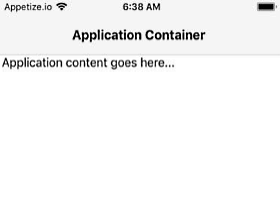 Appetize.io 6:38 AM
Application Container
Application content goes here...